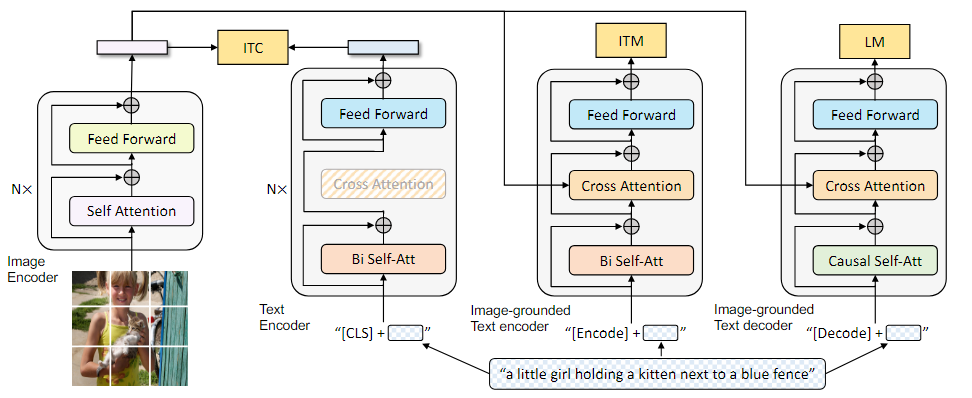 ITC
ITM
LM
Feed Forward
Self Attention
N×
Image
Encoder
Feed Forward
Cross Attention
Bi Self-Att
N×
Text
Encoder
"[CLS] + "
Feed Forward
Cross Attention
Bi Self-Att
Image-grounded
Text encoder
"[Encode] + "
Feed Forward
Cross Attention
Causal Self-Att
Image-grounded
Text decoder
"[Decode] + "
"a little girl holding a kitten next to a blue fence"